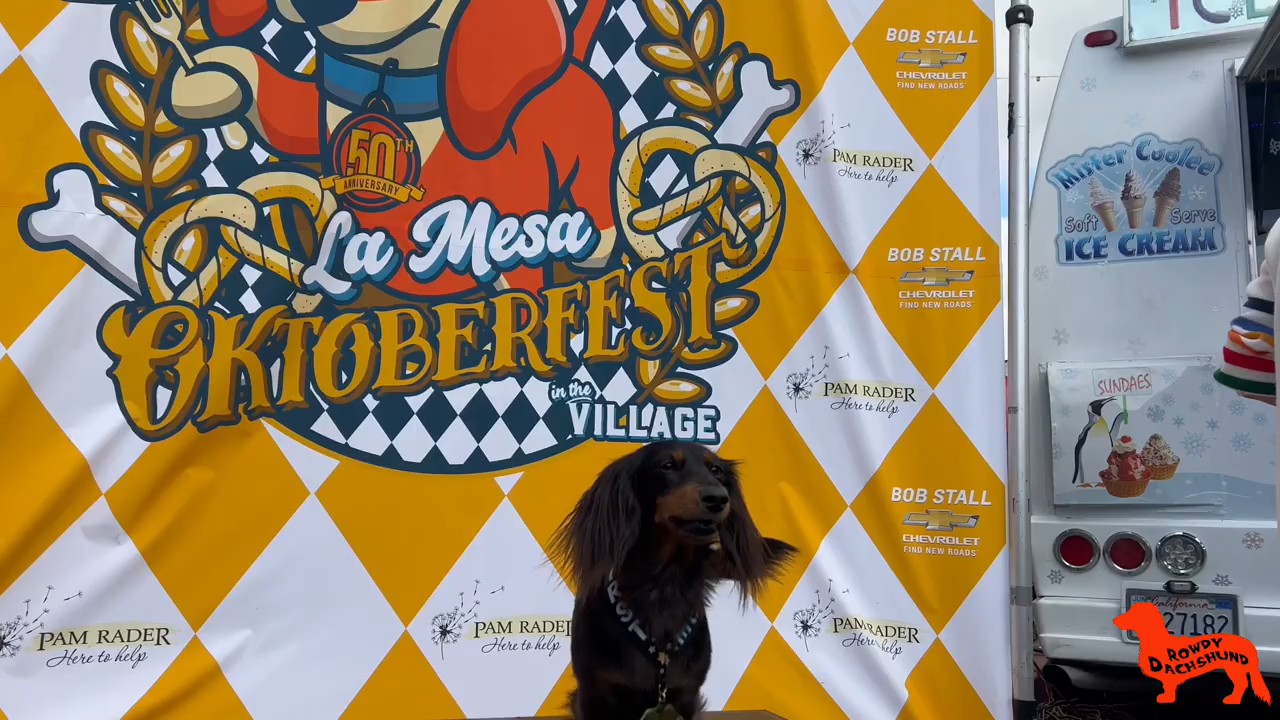 50TH
ANNIVERSARY
La Mesa
OKTOBERFEST
in the
VILLAGE
BOB STALL
CHEVROLET
FIND NEW ROADS
PAM RADER
Here to help
BOB STALL
CHEVROLET
FIND NEW ROADS
PAM RADER
Here to help
BOB STALL
CHEVROLET
FIND NEW ROADS
PAM RADER
Here to help
PAM RADER
Here to help
PAM RADER
Here to help
ICE
Mister Coolee
Soft Serve
ICE CREAM
SUNDAES
California
27182
ROWDY
DACHSHUND